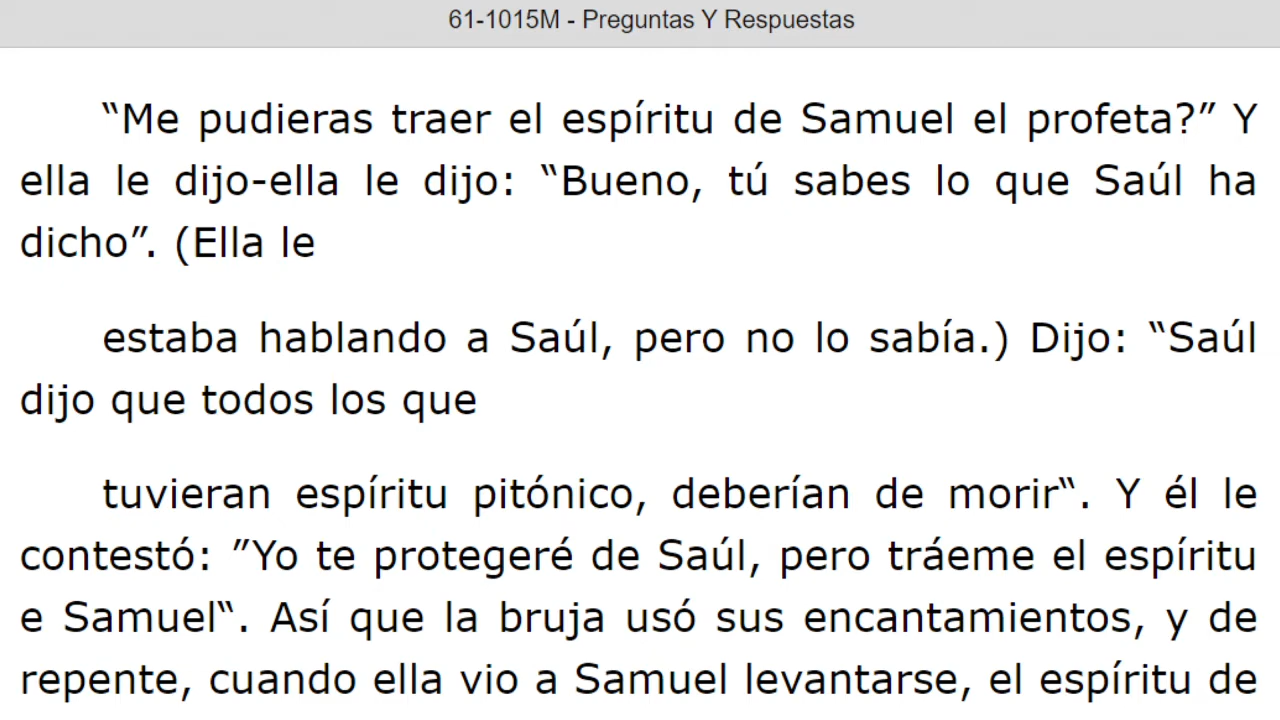 61-1015M - Preguntas Y Respuestas
“Me pudieras traer el espíritu de Samuel el profeta?” Y
ella le dijo-ella le dijo: “Bueno, tú sabes lo que Saúl ha
dicho”. (Ella le
estaba hablando a Saúl, pero no lo sabía.) Dijo: “Saúl
dijo que todos los que
tuvieran espíritu pitónico, deberían de morir“. Y él le
contestó: ”Yo te protegeré de Saúl, pero tráeme el espíritu
e Samuel“. Así que la bruja usó sus encantamientos, y de
repente, cuando ella vio a Samuel levantarse, el espíritu de